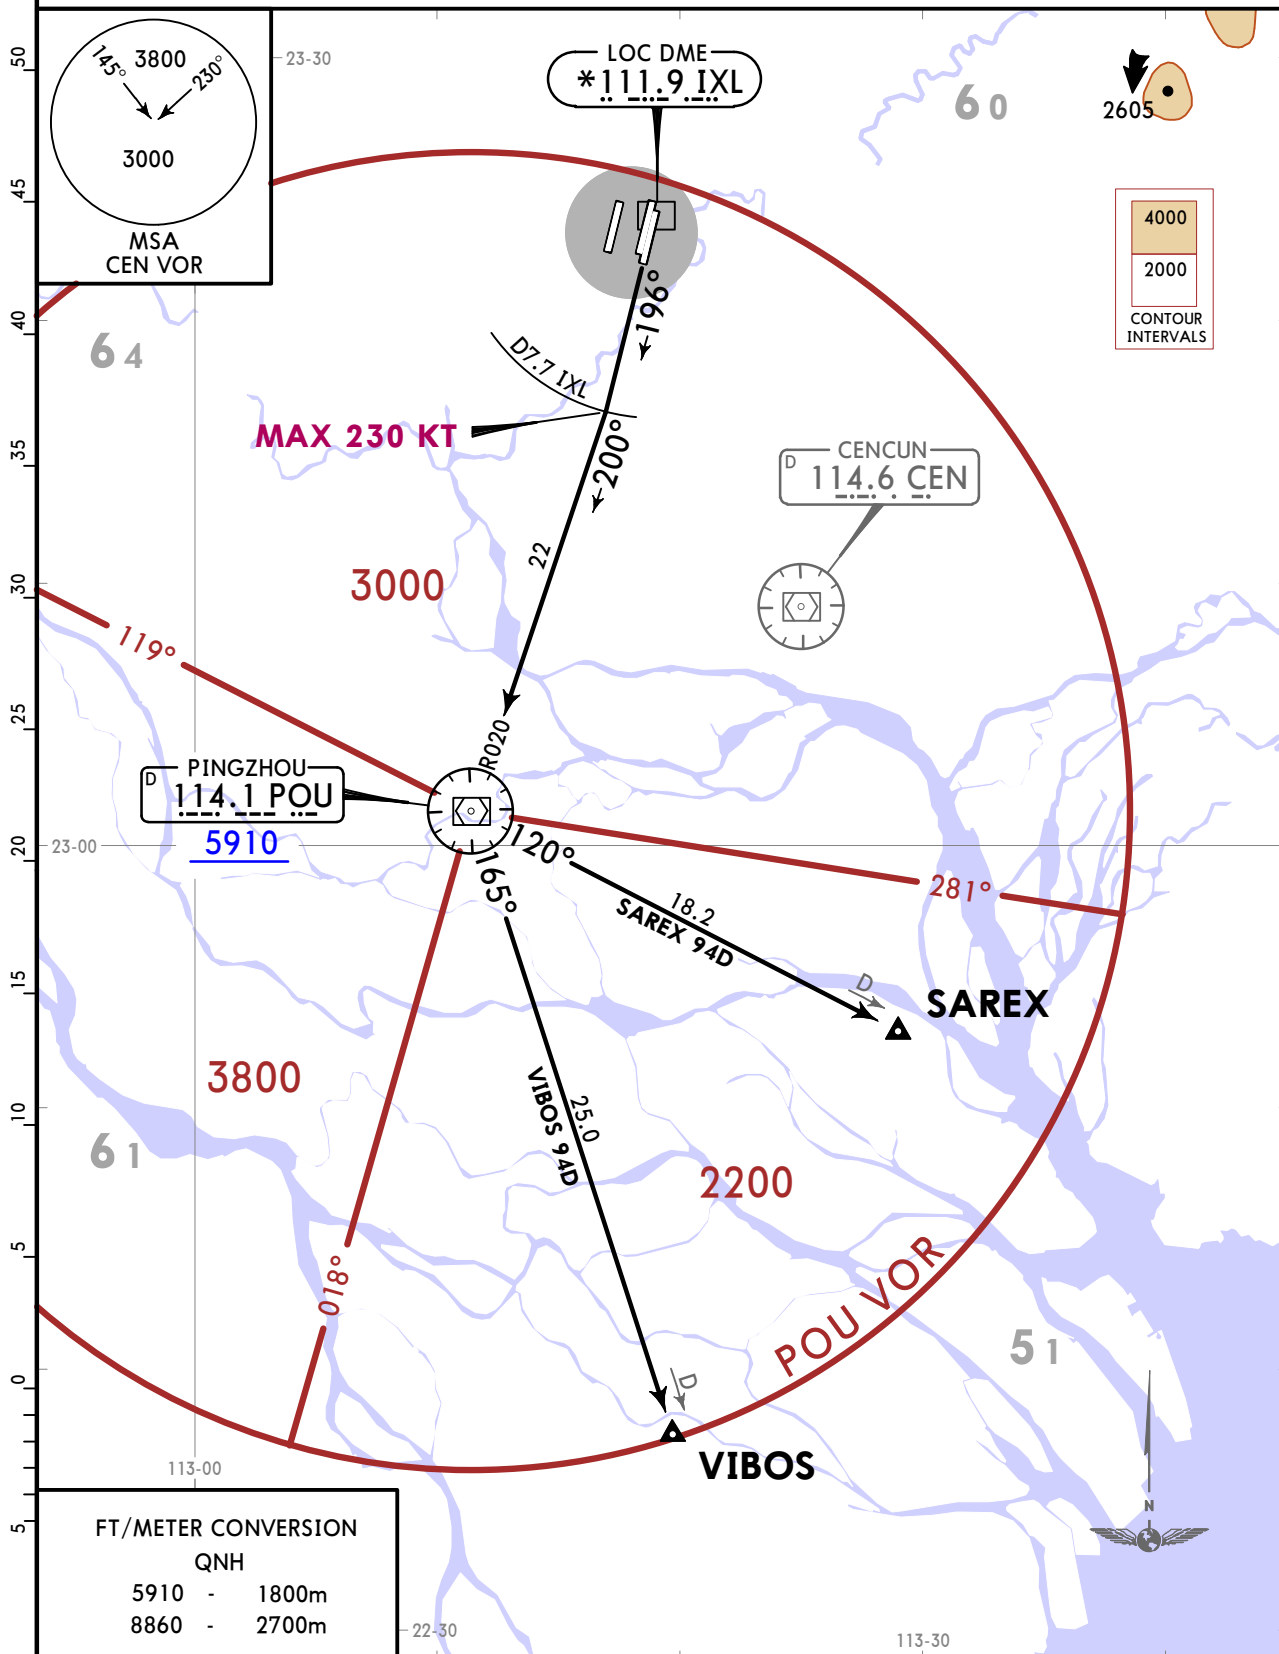 145°
3800
230°
3000
MSA
CEN VOR
23-30
LOC DME
*111.9 IXL
60
2605
4000
2000
CONTOUR
INTERVALS
50
45
40
35
30
25
20
15
10
5
0
5
64
196°
D7.7 IXL
MAX 230 KT
200°
CENCUN
D
114.6 CEN
22
3000
119°
R020
PINGZHOU
D
114.1 POU
5910
23-00
120°
165°
281°
18.2
SAREX 94D
D
SAREX
3800
25.0
VIBOS 94D
61
2200
018°
POU VOR
51
D
VIBOS
113-00
N
FT/METER CONVERSION
QNH
5910 - 1800m
8860 - 2700m
22-30
113-30